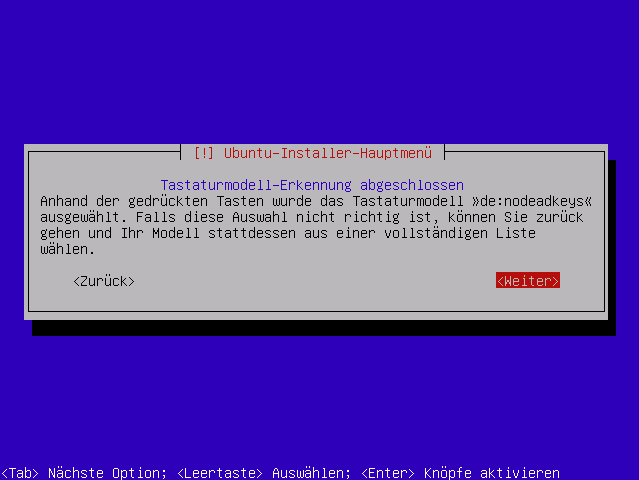 [!] Ubuntu-Installer-Hauptmenü
Tastaturmodell-Erkennung abgeschlossen
Anhand der gedrückten Tasten wurde das Tastaturmodell »de:nodeadkeys«
ausgewählt. Falls diese Auswahl nicht richtig ist, können Sie zurück
gehen und Ihr Modell stattdessen aus einer vollständigen Liste
wählen.
<Zurück> <Weiter>
<Tab> Nächste Option; <Leertaste> Auswählen; <Enter> Knöpfe aktivieren